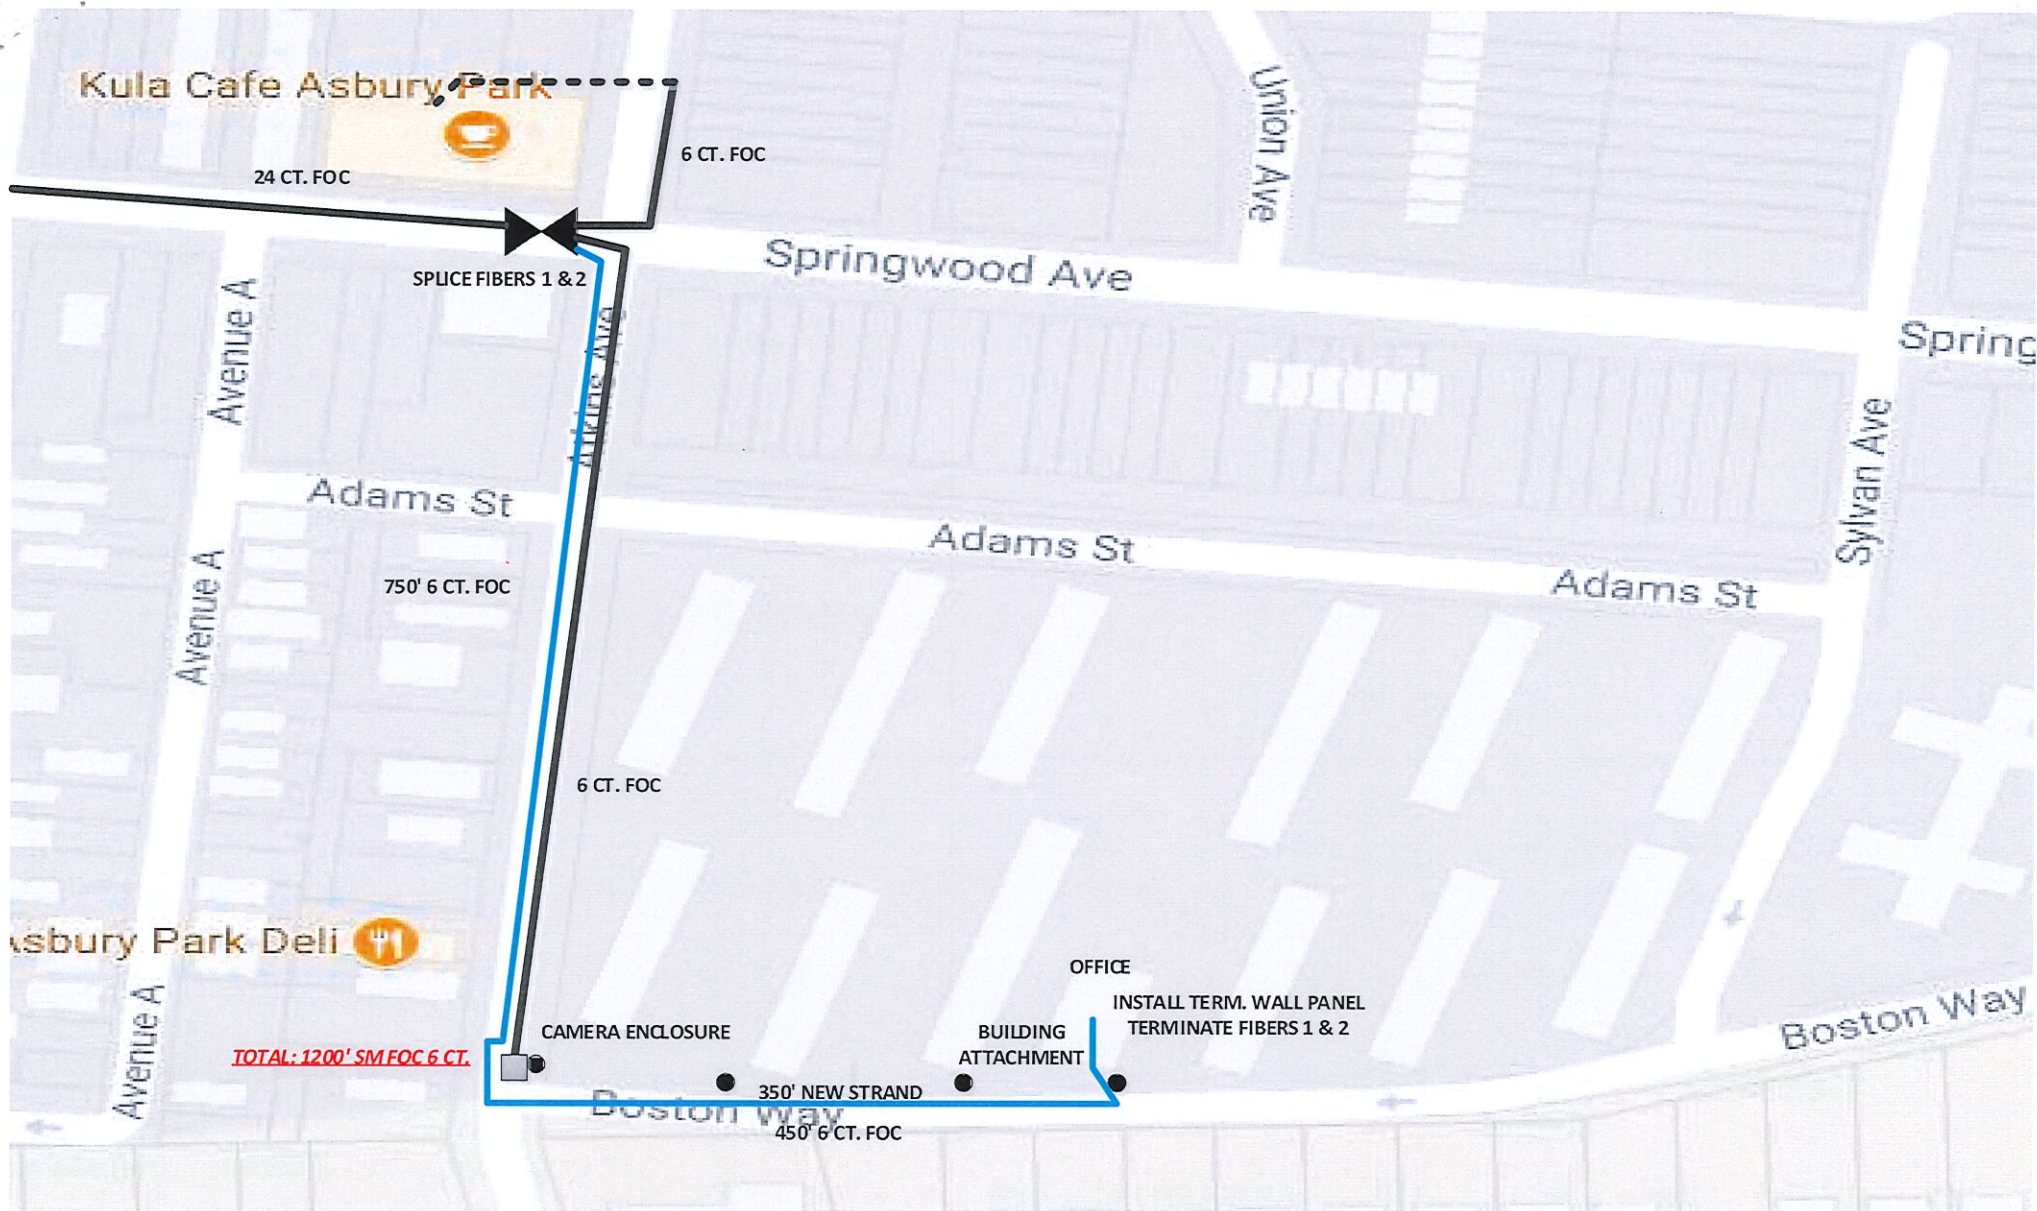 Kula Cafe Asbury Park
6 CT. FOC
24 CT. FOC
Union Ave
SPLICE FIBERS 1 & 2
Springwood Ave
Spring
Avenue A
Atkins Ave
Sylvan Ave
Adams St
Adams St
Adams St
750' 6 CT. FOC
Avenue A
6 CT. FOC
Asbury Park Deli
OFFICE
INSTALL TERM. WALL PANEL
TERMINATE FIBERS 1 & 2
CAMERA ENCLOSURE
BUILDING
ATTACHMENT
TOTAL: 1200' SM FOC 6 CT.
Avenue A
Boston Way
350' NEW STRAND
Boston Way
450' 6 CT. FOC